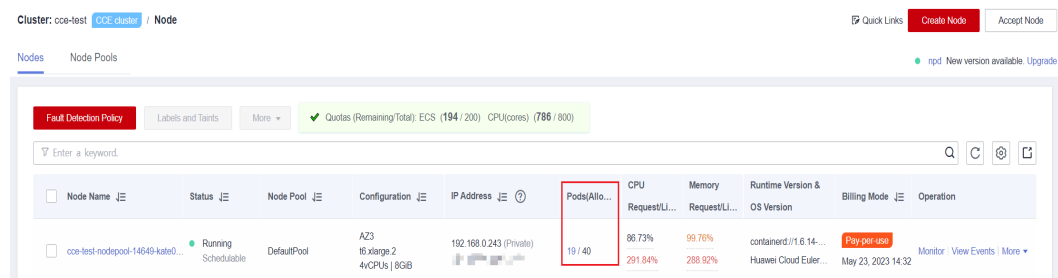 Cluster: cce-test CCE cluster / Node
Quick Links Create Node Accept Node
Nodes Node Pools
npd New version available. Upgrade
Fault Detection Policy Labels and Taints More Quotas (Remaining/Total): ECS (194 / 200) CPU(cores) (786 / 800)
Enter a keyword.
Node Name Status Node Pool Configuration IP Address Pods(Allo... CPU Request/Li... Memory Request/Li... Runtime Version & OS Version Billing Mode Operation
cce-test-nodepool-14649-kate0... Running Schedulable DefaultPool AZ3 t6.xlarge.2 4vCPUs | 8GiB 192.168.0.243 (Private) 19 / 40 86.73% 291.84% 99.76% 288.92% containerd://1.6.14-... Huawei Cloud Euler... Pay-per-use May 23, 2023 14:32 Monitor | View Events | More